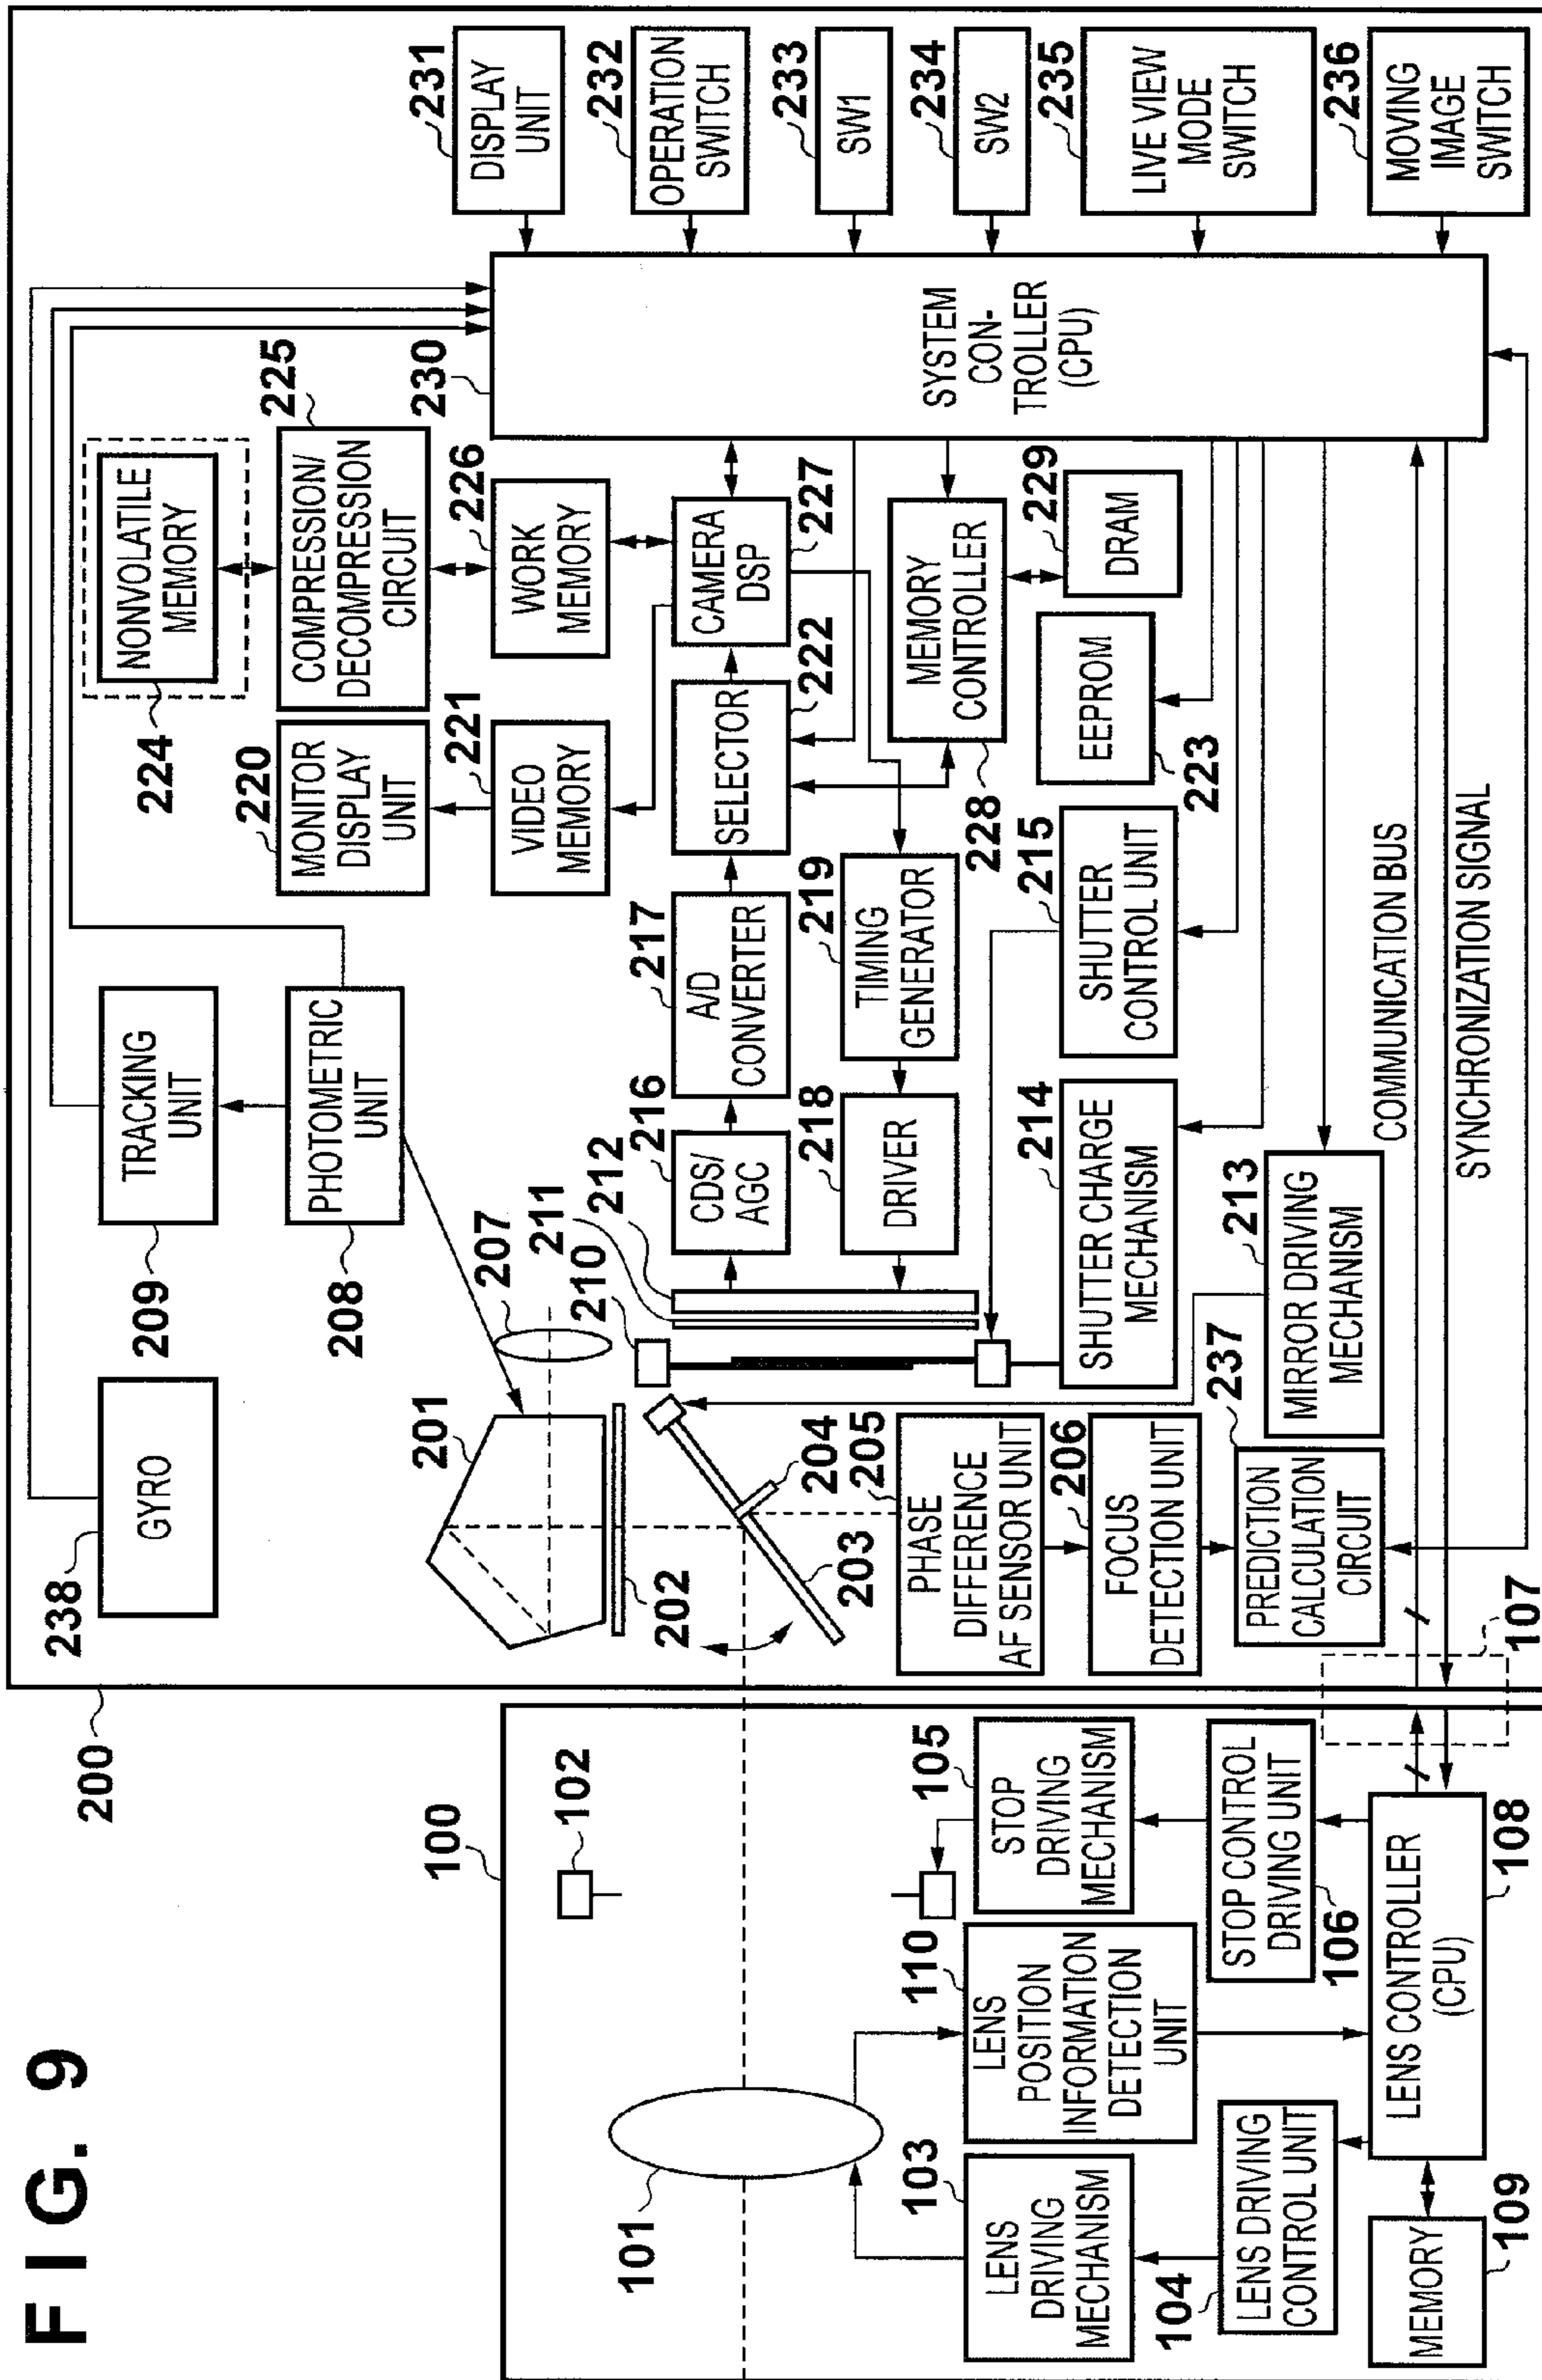 FIG. 9
200
238
GYRO
TRACKING
UNIT
209
PHOTOMETRIC
UNIT
208
224
NONVOLATILE
MEMORY
220
MONITOR
DISPLAY
UNIT
COMPRESSION/
DECOMPRESSION
CIRCUIT
225
221
VIDEO
MEMORY
WORK
MEMORY
226
230
231
DISPLAY
UNIT
232
OPERATION
SWITCH
233
SW1
234
SW2
235
LIVE VIEW
MODE
SWITCH
236
MOVING
IMAGE
SWITCH
SYSTEM
CON-
TROLLER
(CPU)
201
202
207
210
211
212
216
CDS/
AGC
217
A/D
CONVERTER
SELECTOR
222
CAMERA
DSP
227
218
DRIVER
219
TIMING
GENERATOR
228
MEMORY
CONTROLLER
229
DRAM
EEPROM
223
203
204
205
PHASE
DIFFERENCE
AF SENSOR UNIT
206
FOCUS
DETECTION UNIT
237
PREDICTION
CALCULATION
CIRCUIT
214
SHUTTER CHARGE
MECHANISM
215
SHUTTER
CONTROL UNIT
213
MIRROR DRIVING
MECHANISM
COMMUNICATION BUS
SYNCHRONIZATION SIGNAL
107
100
102
101
103
LENS
DRIVING
MECHANISM
110
LENS
POSITION
INFORMATION
DETECTION
UNIT
105
STOP
DRIVING
MECHANISM
104
LENS DRIVING
CONTROL UNIT
106
STOP CONTROL
DRIVING UNIT
MEMORY
109
LENS CONTROLLER
(CPU)
108